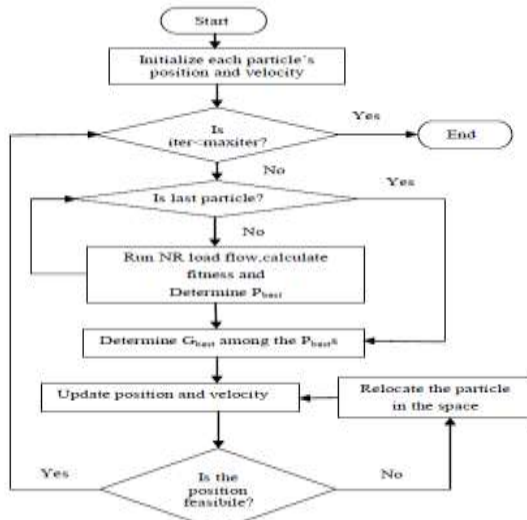 Start
Initialize each particle's
position and velocity
Is
iter<maxiter?
Yes
End
No
Is last particle?
Yes
No
Run NR load flow,calculate
fitness and
Determine Pbest
Determine Gbest among the Pbests
Update position and velocity
Relocate the particle
in the space
Yes
Is the
position
feasibile?
No